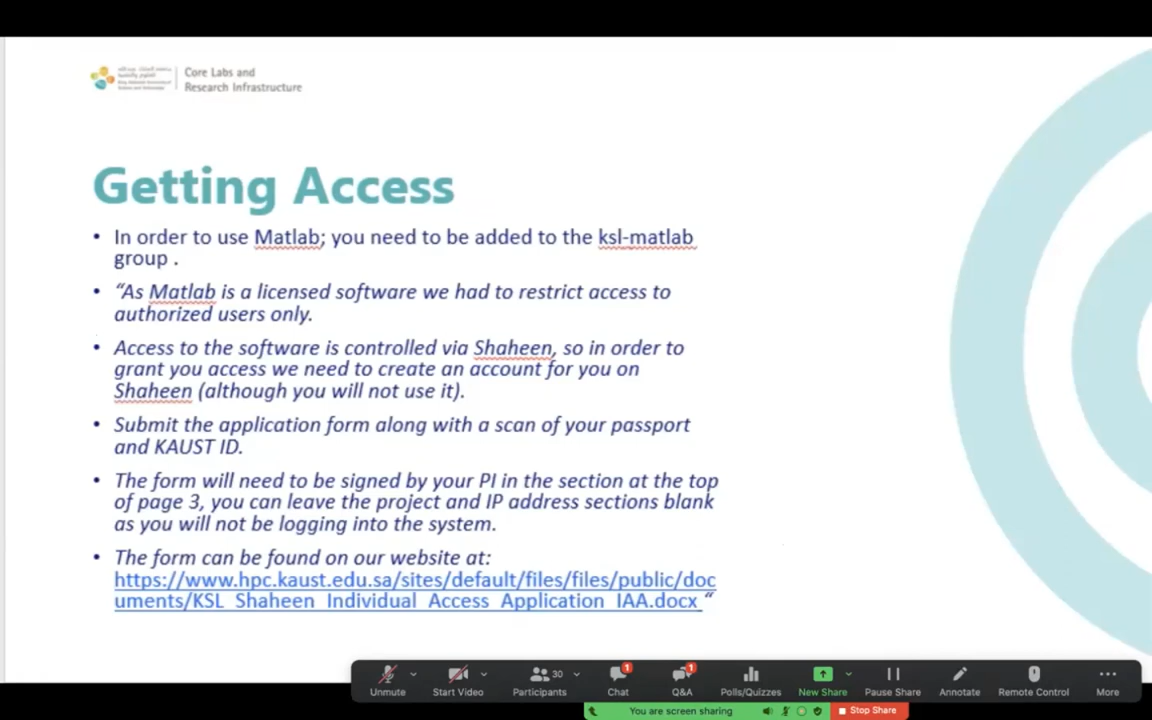 Core Labs and
Research Infrastructure
Getting Access
• In order to use Matlab; you need to be added to the ksl-matlab
group .
• “As Matlab is a licensed software we had to restrict access to
authorized users only.
• Access to the software is controlled via Shaheen, so in order to
grant you access we need to create an account for you on
Shaheen (although you will not use it).
• Submit the application form along with a scan of your passport
and KAUST ID.
• The form will need to be signed by your PI in the section at the top
of page 3, you can leave the project and IP address sections blank
as you will not be logging into the system.
• The form can be found on our website at:
https://www.hpc.kaust.edu.sa/sites/default/files/files/public/doc
uments/KSL_Shaheen_Individual_Access_Application_IAA.docx “
30 1 1
Unmute Start Video Participants Chat Q&A Polls/Quizzes New Share Pause Share Annotate Remote Control More
You are screen sharing Stop Share